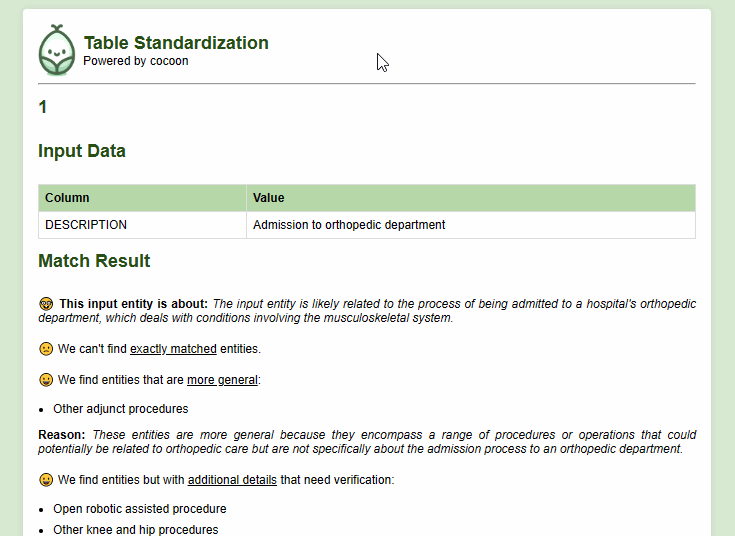 Table Standardization
Powered by cocoon
1
Input Data
Column Value
DESCRIPTION Admission to orthopedic department
Match Result
This input entity is about: The input entity is likely related to the process of being admitted to a hospital's orthopedic
department, which deals with conditions involving the musculoskeletal system.
We can't find exactly matched entities.
We find entities that are more general:
• Other adjunct procedures
Reason: These entities are more general because they encompass a range of procedures or operations that could
potentially be related to orthopedic care but are not specifically about the admission process to an orthopedic department.
We find entities but with additional details that need verification:
• Open robotic assisted procedure
• Other knee and hip procedures